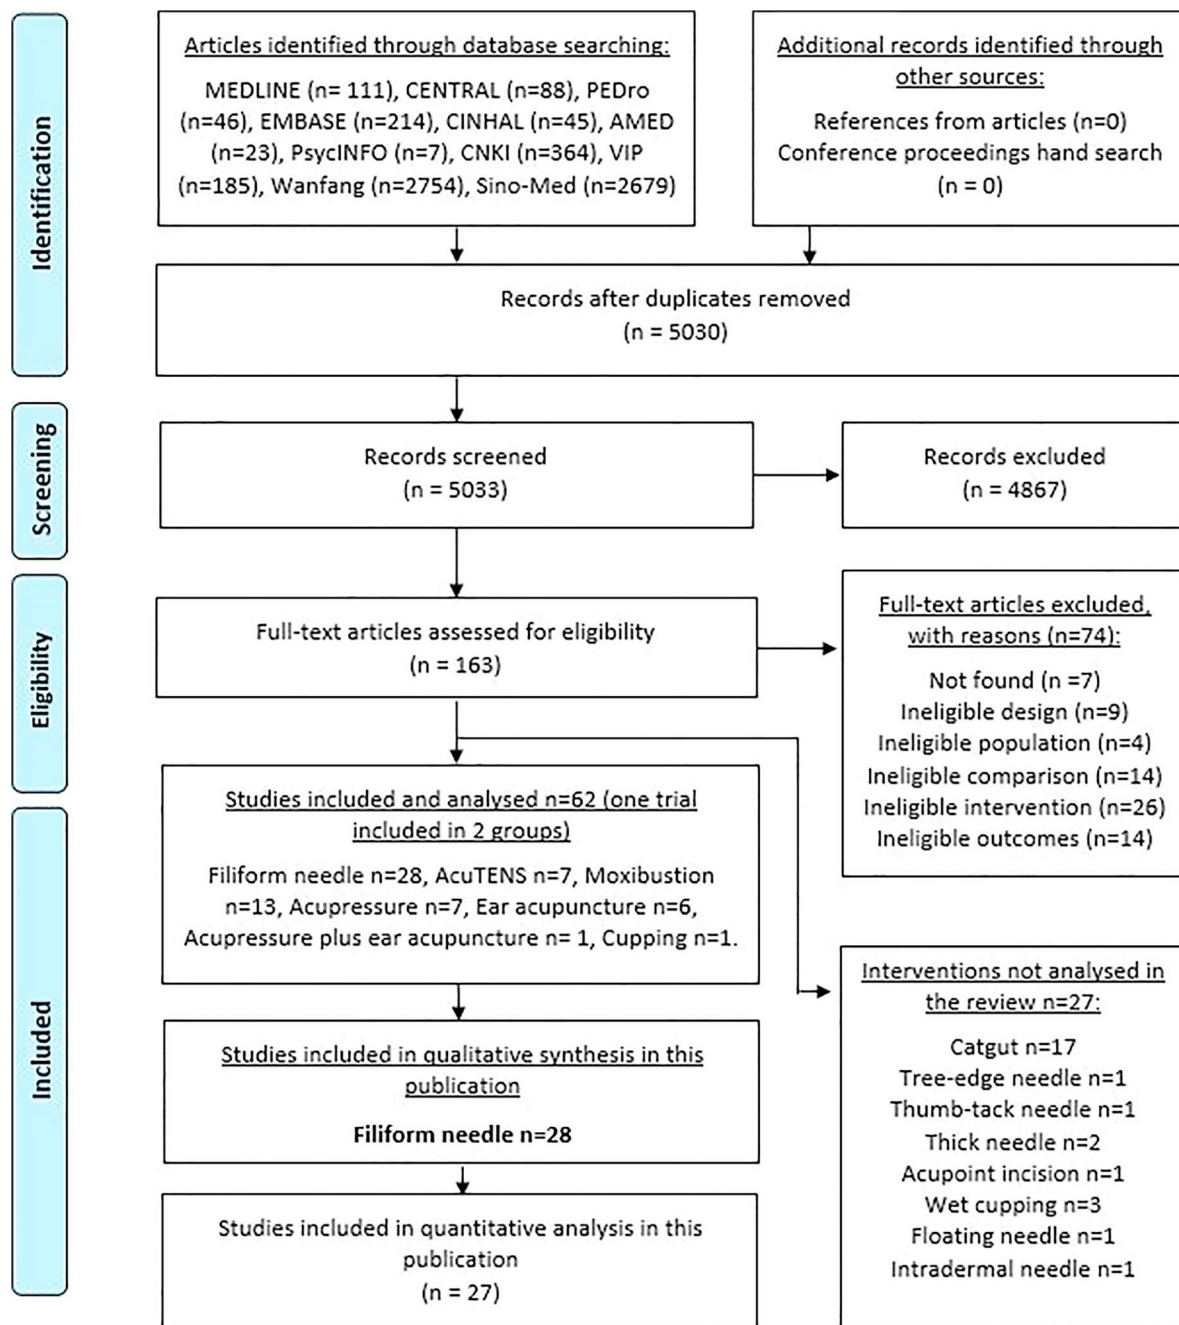 Identification
Articles identified through database searching:
MEDLINE (n= 111), CENTRAL (n=88), PEDro
(n=46), EMBASE (n=214), CINHAL (n=45), AMED
(n=23), PsycINFO (n=7), CNKI (n=364), VIP
(n=185), Wanfang (n=2754), Sino-Med (n=2679)
Additional records identified through
other sources:
References from articles (n=0)
Conference proceedings hand search
(n = 0)
Records after duplicates removed
(n = 5030)
Screening
Records screened
(n = 5033)
Records excluded
(n = 4867)
Eligibility
Full-text articles assessed for eligibility
(n = 163)
Full-text articles excluded,
with reasons (n=74):
Not found (n =7)
Ineligible design (n=9)
Ineligible population (n=4)
Ineligible comparison (n=14)
Ineligible intervention (n=26)
Ineligible outcomes (n=14)
Included
Studies included and analysed n=62 (one trial
included in 2 groups)
Filiform needle n=28, AcuTENS n=7, Moxibustion
n=13, Acupressure n=7, Ear acupuncture n=6,
Acupressure plus ear acupuncture n= 1, Cupping n=1.
Interventions not analysed in
the review n=27:
Catgut n=17
Tree-edge needle n=1
Thumb-tack needle n=1
Thick needle n=2
Acupoint incision n=1
Wet cupping n=3
Floating needle n=1
Intradermal needle n=1
Studies included in qualitative synthesis in this
publication
Filiform needle n=28
Studies included in quantitative analysis in this
publication
(n = 27)